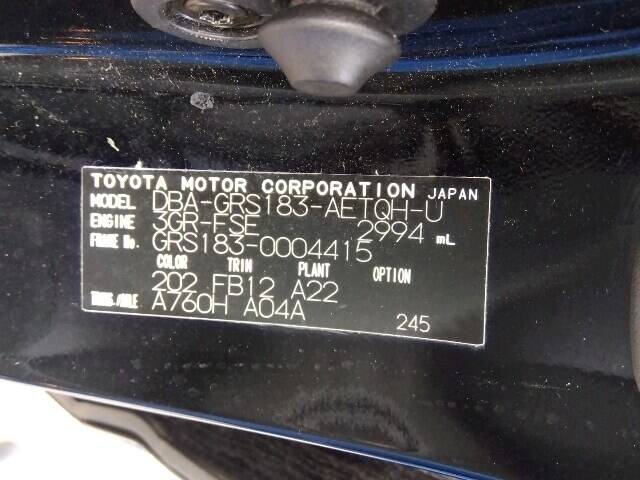 TOYOTA MOTOR CORPORATION JAPAN
MODEL DBA-GRS183-AETQH-U
ENGINE 3GR-FSE 2994 mL
FRAME No. GRS183-0004415
COLOR TRIM PLANT OPTION
202 FB12 A22
TRANS./AXLE A760H A04A
245